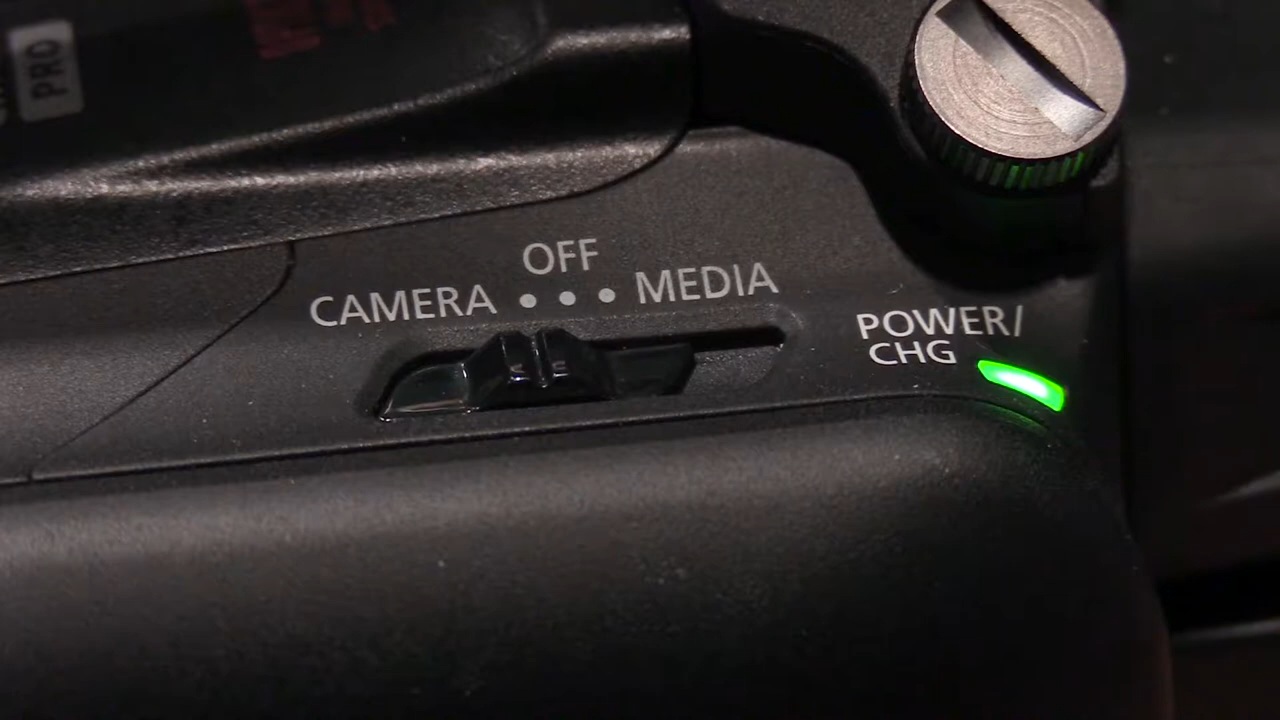 PRO
OFF
CAMERA ● ● ● MEDIA
POWER/
CHG